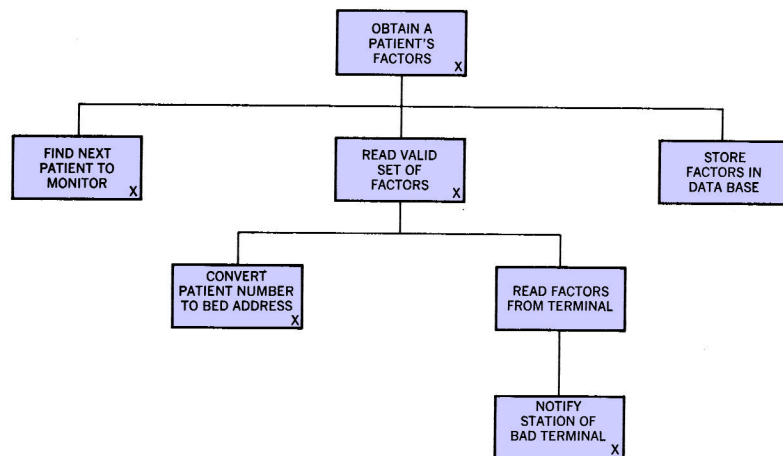 OBTAIN A
PATIENT'S
FACTORS
X
FIND NEXT
PATIENT TO
MONITOR
X
READ VALID
SET OF
FACTORS
X
STORE
FACTORS IN
DATA BASE
CONVERT
PATIENT NUMBER
TO BED ADDRESS
X
READ FACTORS
FROM TERMINAL
NOTIFY
STATION OF
BAD TERMINAL
X